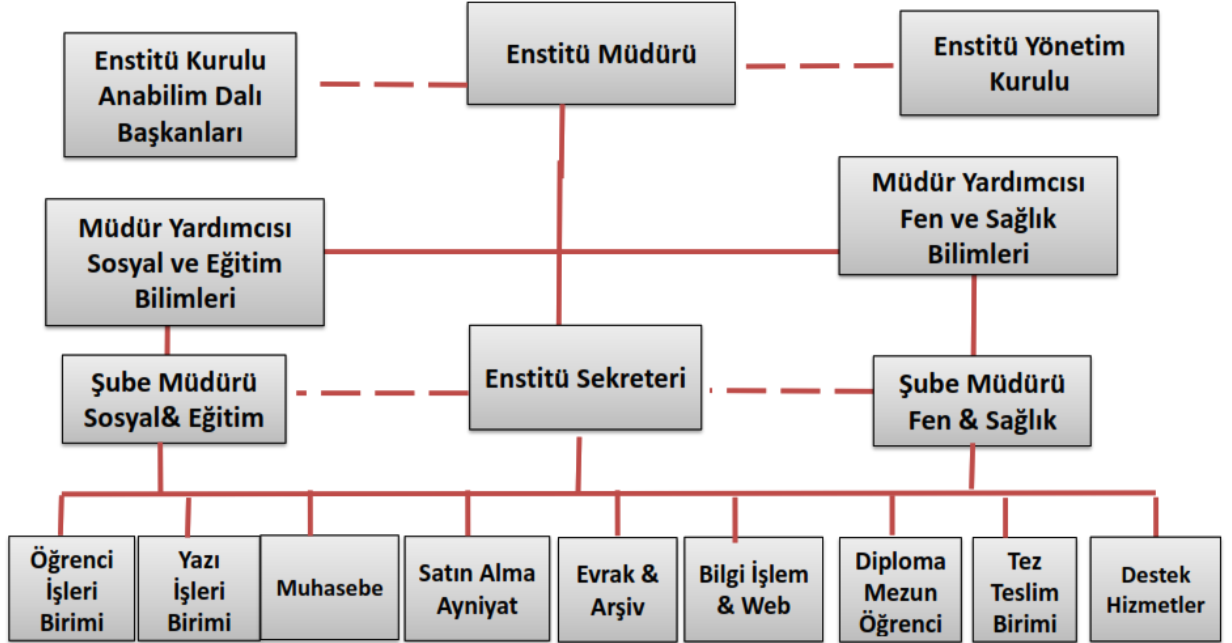 Enstitü Kurulu
Anabilim Dalı
Başkanları
Enstitü Müdürü
Enstitü Yönetim
Kurulu
Müdür Yardımcısı
Sosyal ve Eğitim
Bilimleri
Müdür Yardımcısı
Fen ve Sağlık
Bilimleri
Şube Müdürü
Sosyal& Eğitim
Enstitü Sekreteri
Şube Müdürü
Fen & Sağlık
Öğrenci
İşleri
Birimi
Yazı
İşleri
Birimi
Muhasebe
Satın Alma
Ayniyat
Evrak &
Arşiv
Bilgi İşlem
& Web
Diploma
Mezun
Öğrenci
Tez
Teslim
Birimi
Destek
Hizmetler